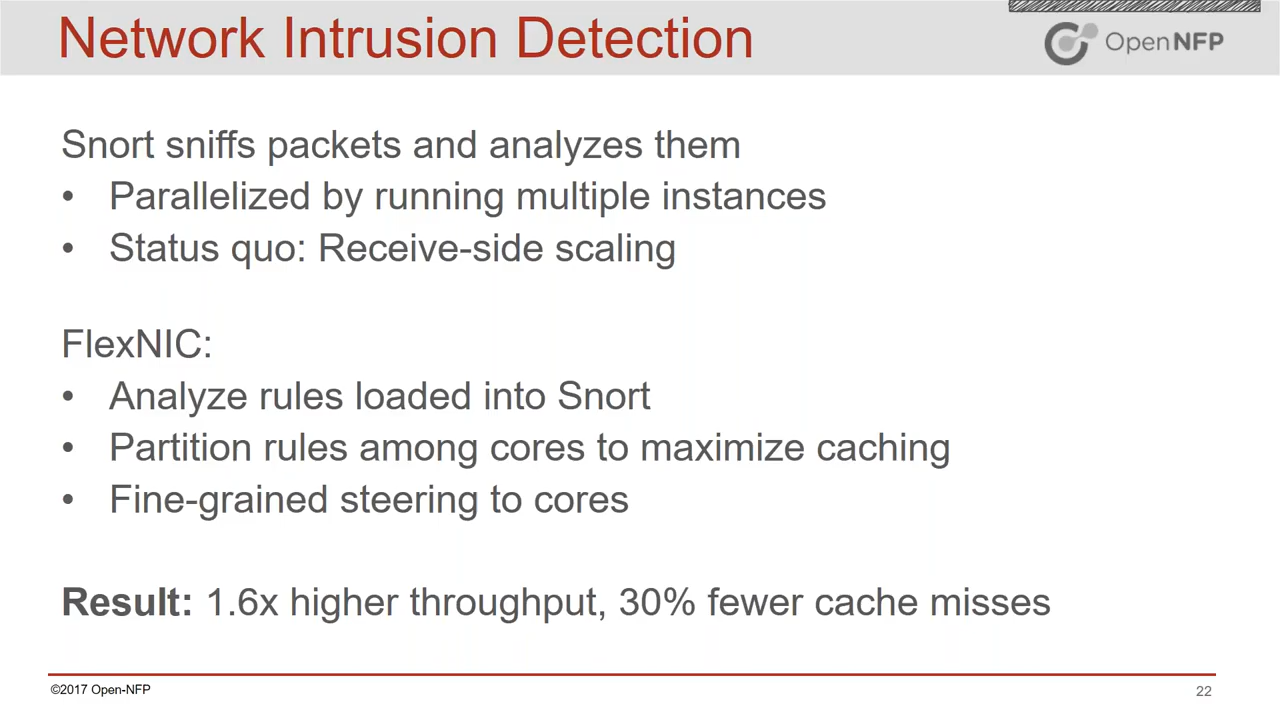 Network Intrusion Detection
Open NFP
Snort sniffs packets and analyzes them
• Parallelized by running multiple instances
• Status quo: Receive-side scaling
FlexNIC:
• Analyze rules loaded into Snort
• Partition rules among cores to maximize caching
• Fine-grained steering to cores
Result: 1.6x higher throughput, 30% fewer cache misses
©2017 Open-NFP
22